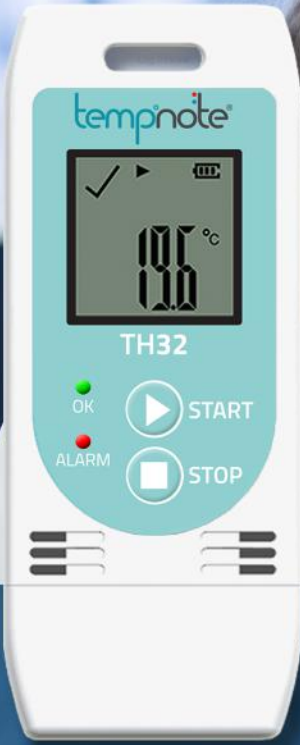 tempnote®
19.6 °C
TH32
OK
START
ALARM
STOP